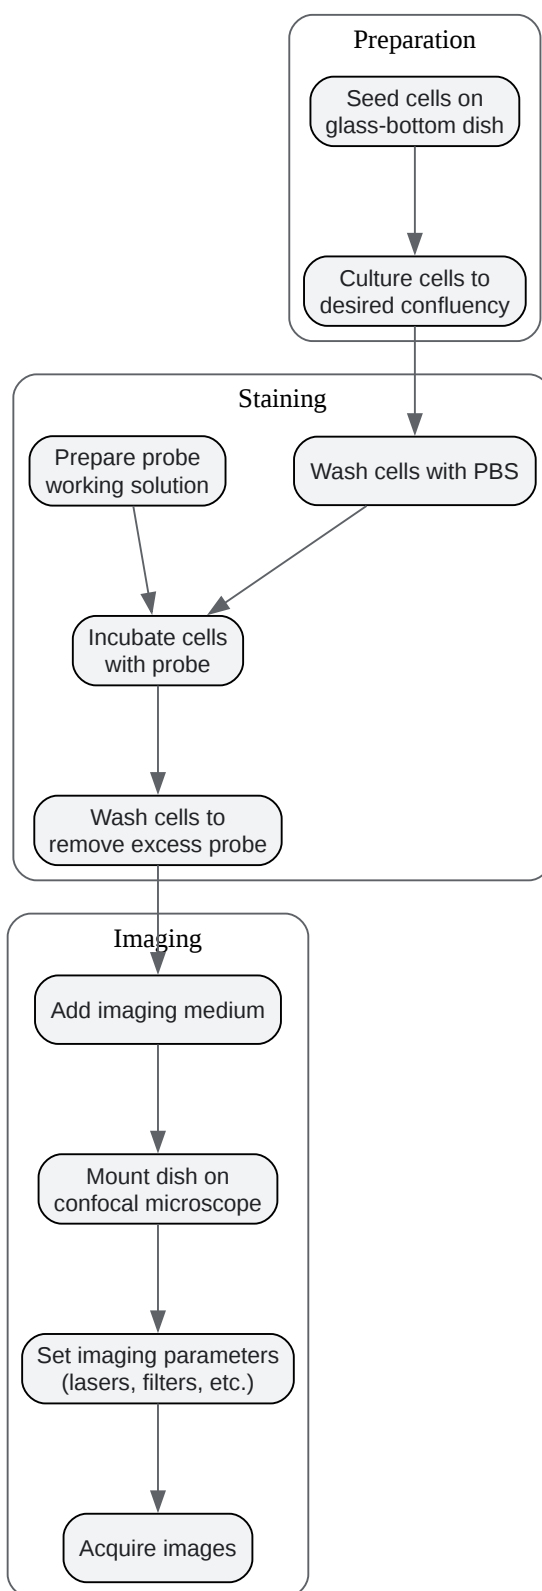 Preparation
Seed cells on
glass-bottom dish
Culture cells to
desired confluency
Staining
Prepare probe
working solution
Wash cells with PBS
Incubate cells
with probe
Wash cells to
remove excess probe
Imaging
Add imaging medium
Mount dish on
confocal microscope
Set imaging parameters
(lasers, filters, etc.)
Acquire images